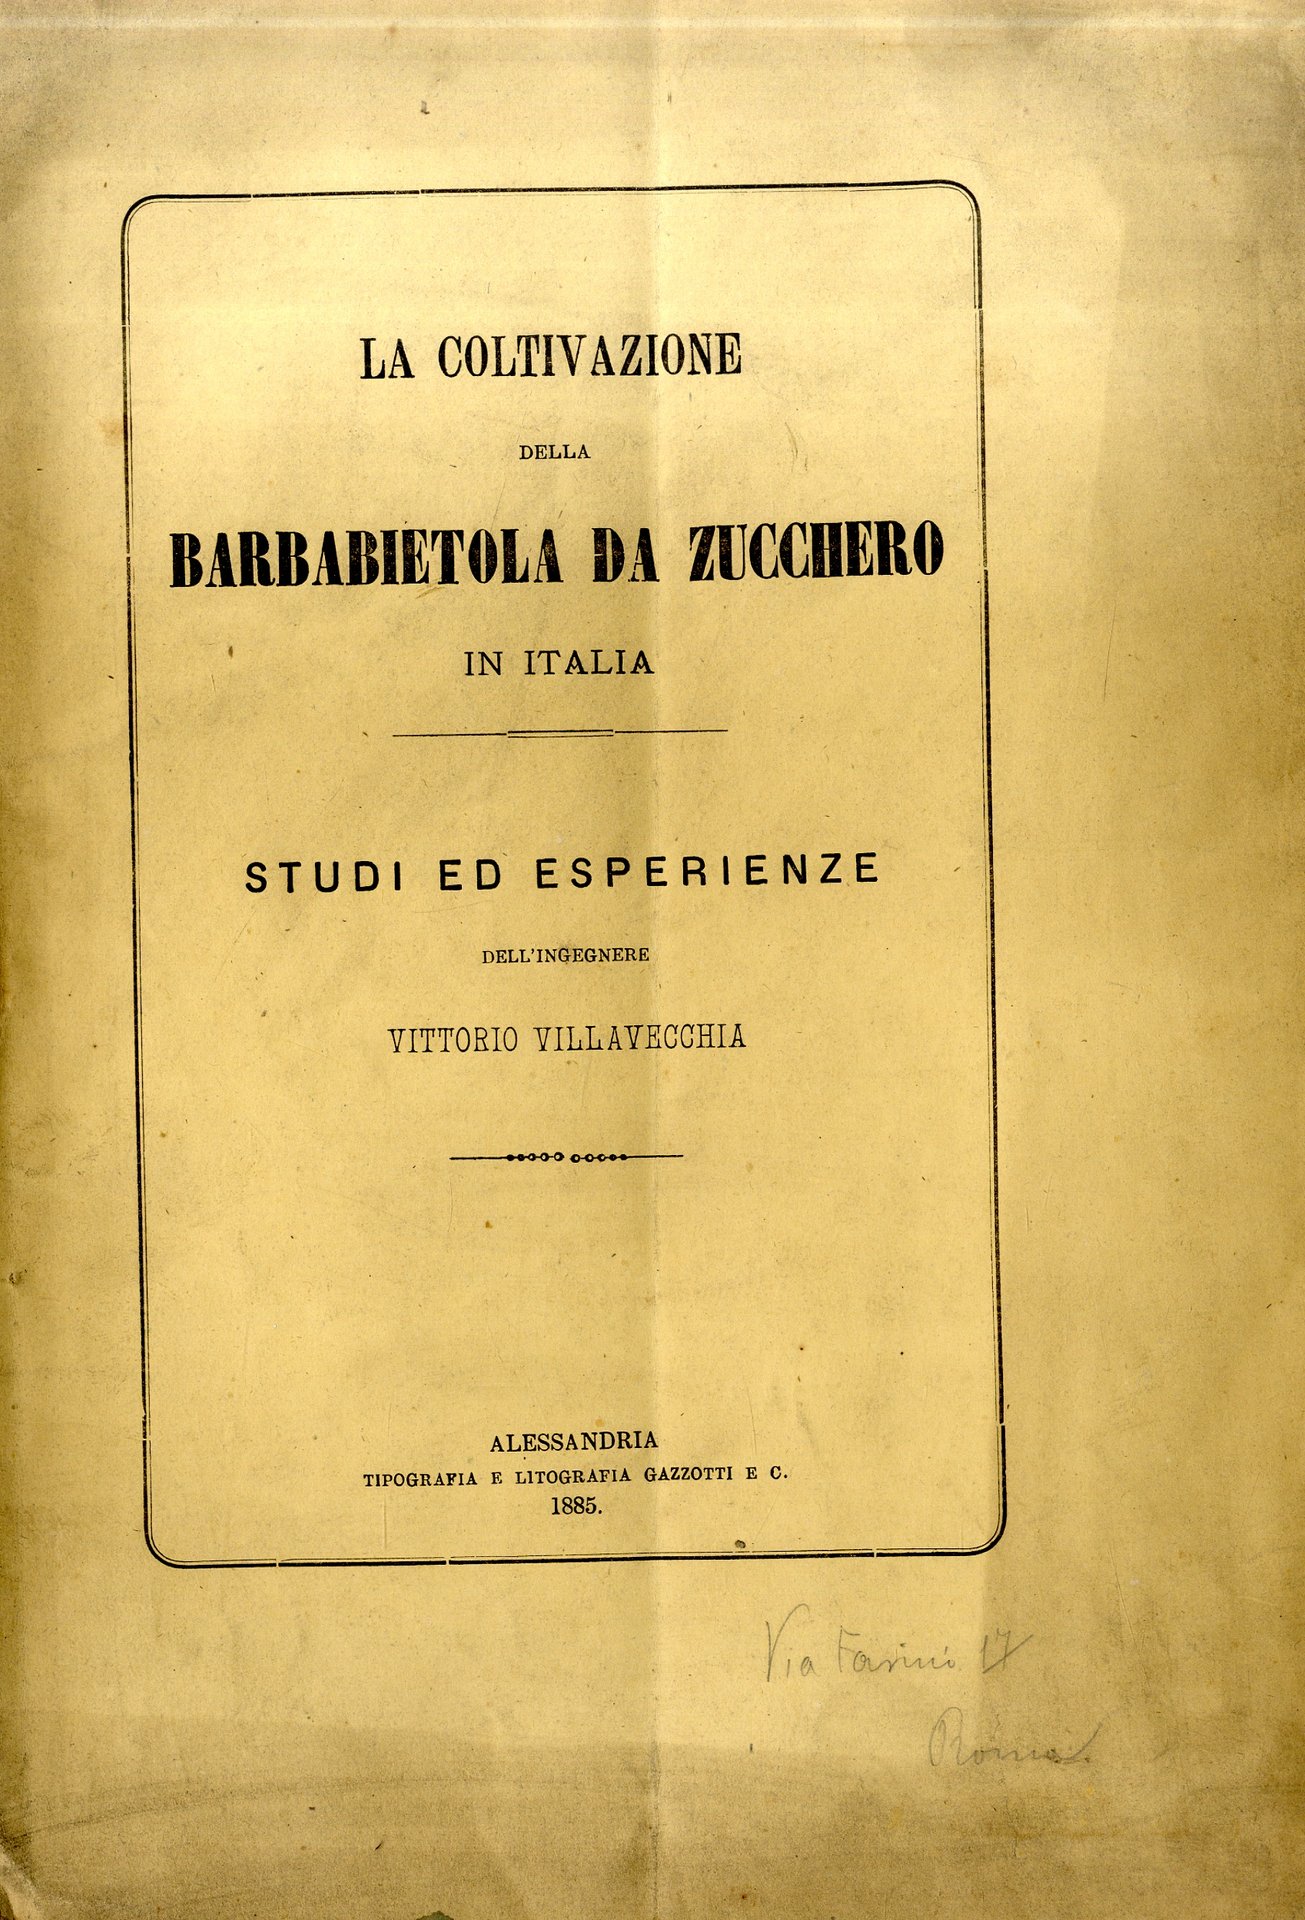 LA COLTIVAZIONE
DELLA
BARBABIETOLA DA ZUCCHERO
IN ITALIA
STUDI ED ESPERIENZE
DELL'INGEGNERE
VITTORIO VILLAVECCHIA
ALESSANDRIA
TIPOGRAFIA E LITOGRAFIA GAZZOTTI E C.
1885.
Via Farini 17
Roma.